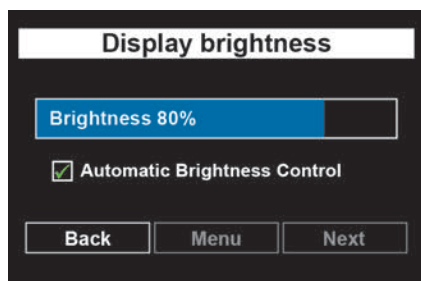 Display brightness
Brightness 80%
Automatic Brightness Control
Back Menu Next